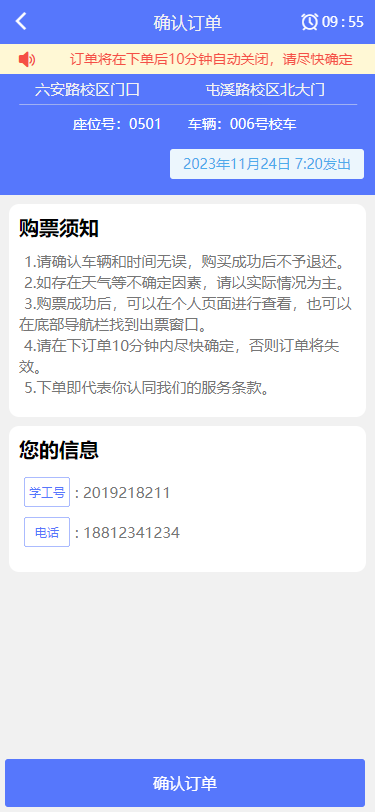 确认订单
09 : 55
订单将在下单后10分钟自动关闭，请尽快确定
六安路校区门口 屯溪路校区北大门
座位号：0501 车辆：006号校车
2023年11月24日 7:20发出
购票须知
1.请确认车辆和时间无误，购买成功后不予退还。
2.如存在天气等不确定因素，请以实际情况为主。
3.购票成功后，可以在个人页面进行查看，也可以
在底部导航栏找到出票窗口。
4.请在下订单10分钟内尽快确定，否则订单将失
效。
5.下单即代表你认同我们的服务条款。
您的信息
学工号 : 2019218211
电话 : 18812341234
确认订单